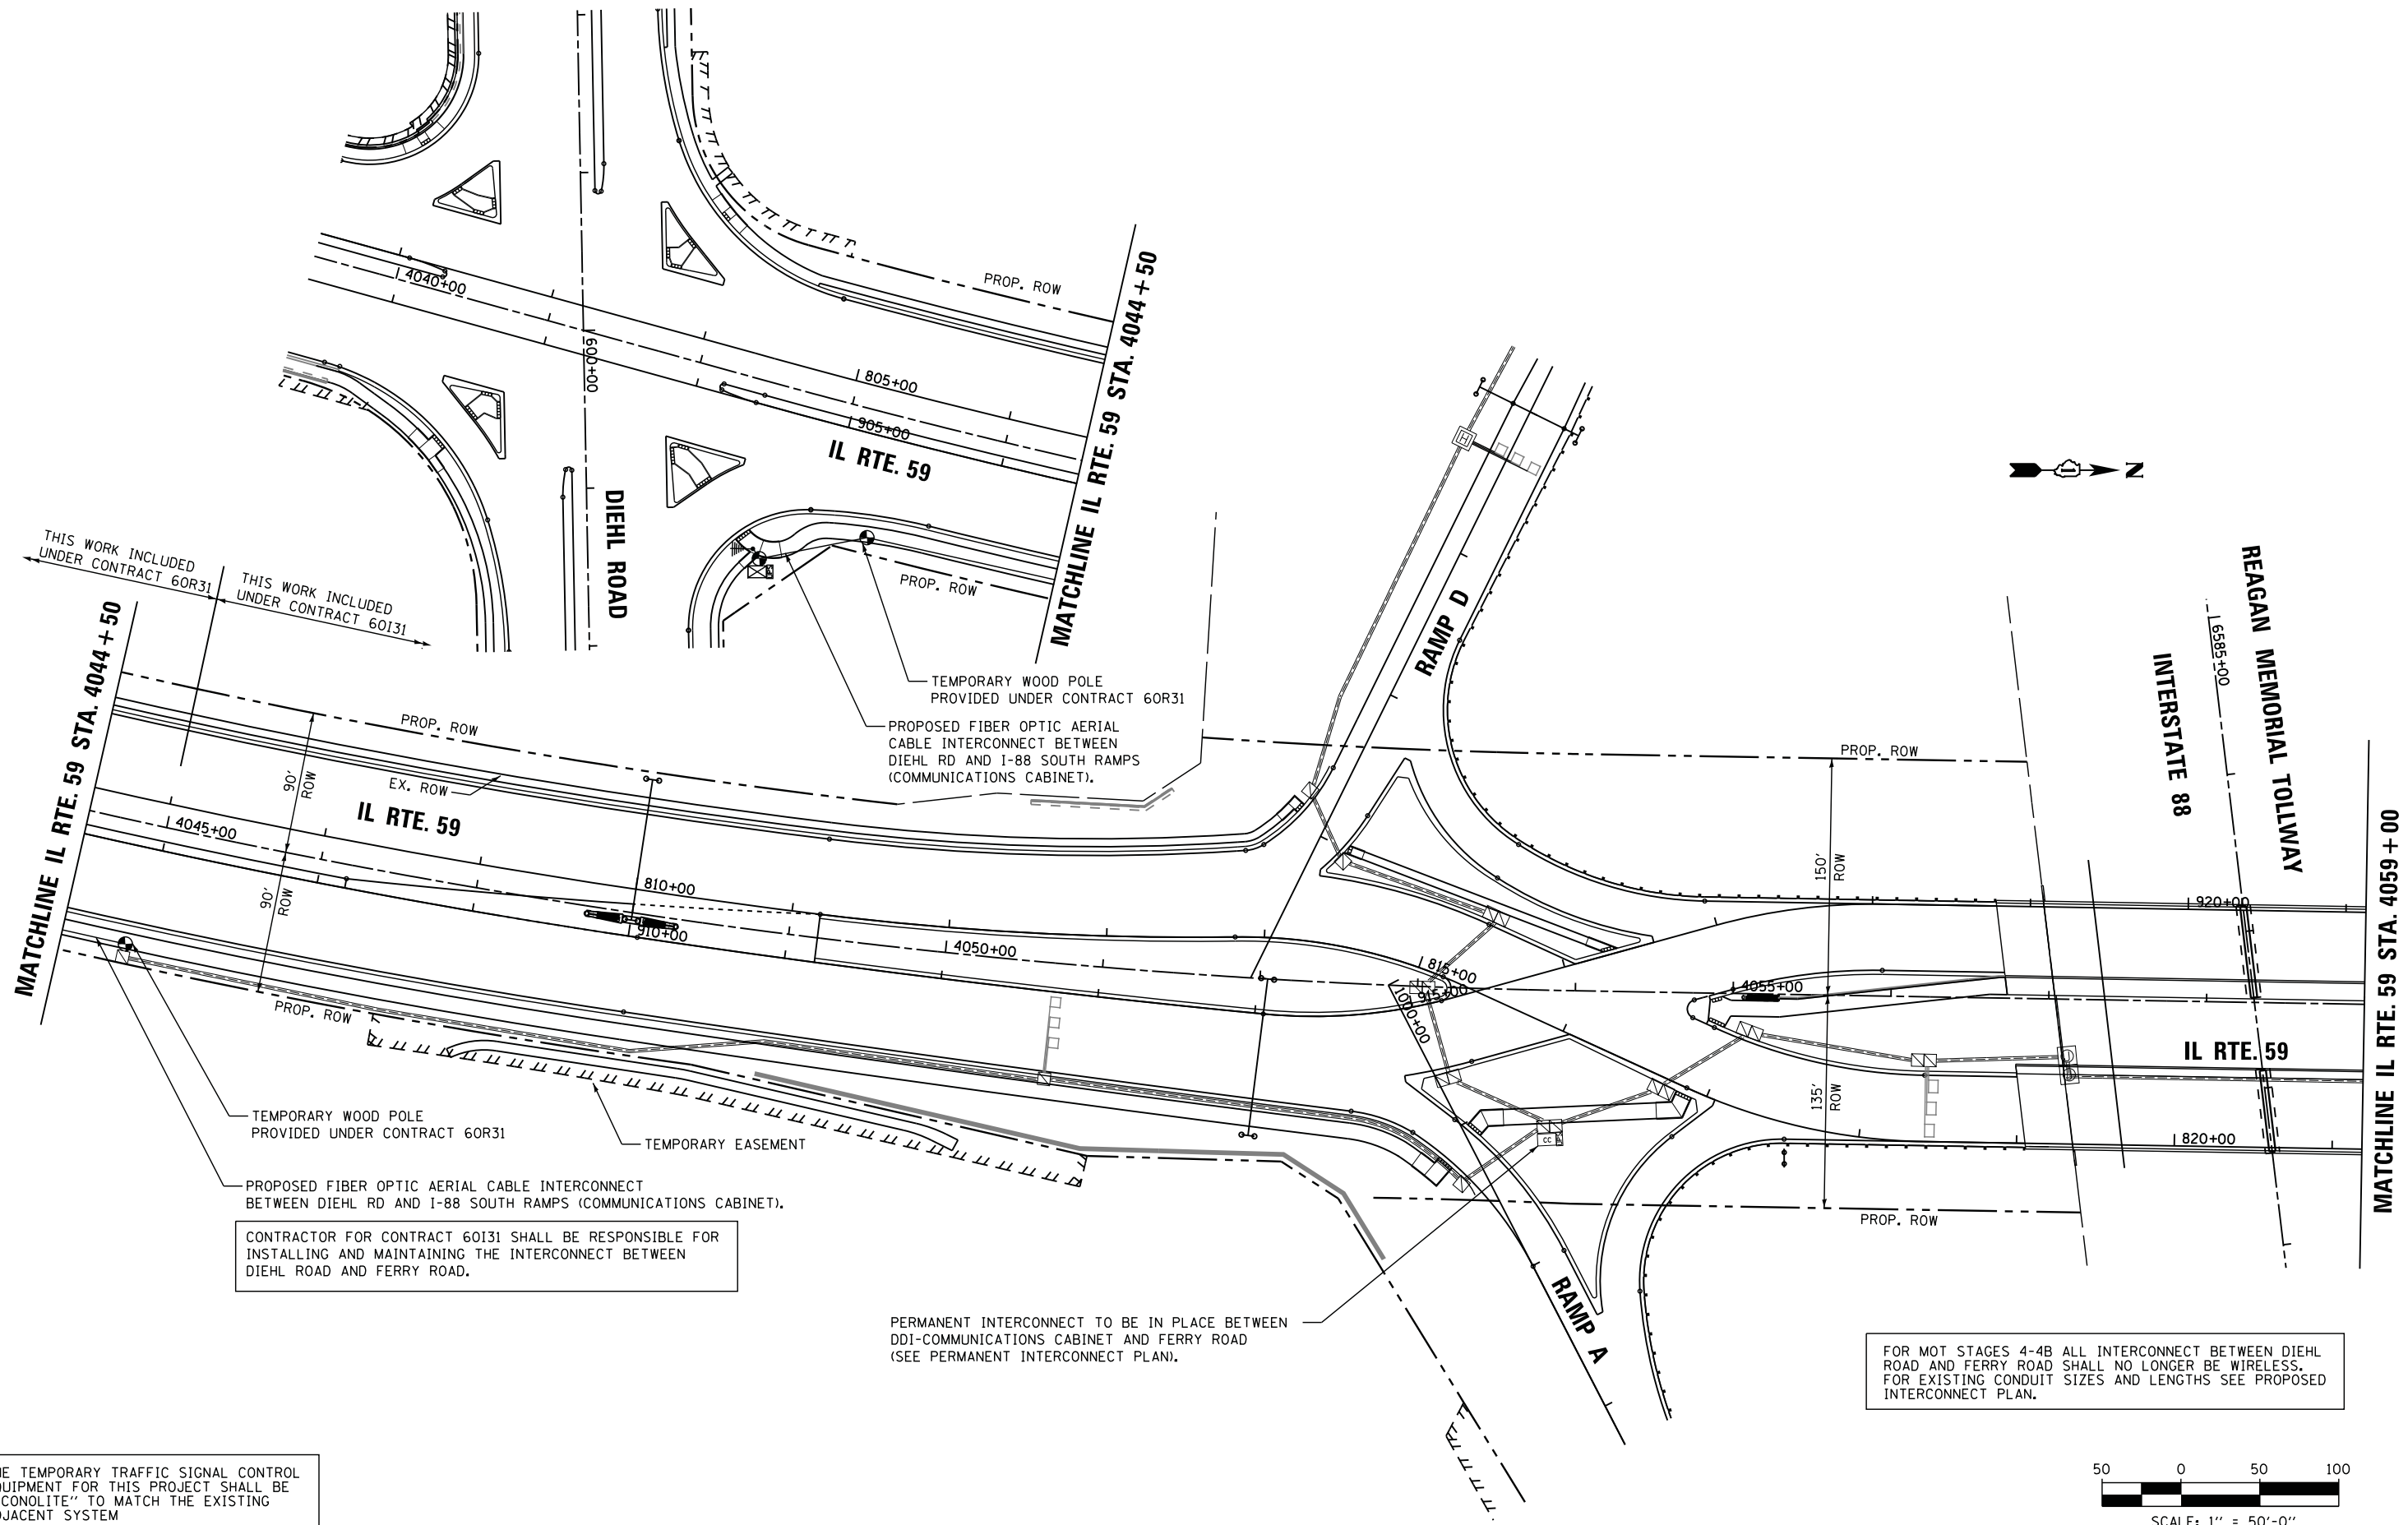 4040+00
PROP. ROW
MATCHLINE IL RTE. 59 STA. 4044+50
600+00
805+00
905+00
IL RTE. 59
DIEHL ROAD
PROP. ROW
H
N
THIS WORK INCLUDED
UNDER CONTRACT 60R31
THIS WORK INCLUDED
UNDER CONTRACT 60I31
TEMPORARY WOOD POLE
PROVIDED UNDER CONTRACT 60R31
PROPOSED FIBER OPTIC AERIAL
CABLE INTERCONNECT BETWEEN
DIEHL RD AND I-88 SOUTH RAMPS
(COMMUNICATIONS CABINET).
RAMP D
6585+00
REAGAN MEMORIAL TOLLWAY
INTERSTATE 88
MATCHLINE IL RTE. 59 STA. 4044+50
PROP. ROW
EX. ROW
90'
ROW
IL RTE. 59
4045+00
90'
ROW
810+00
910+00
4050+00
815+00
915+00
1000+00
4055+00
PROP. ROW
150'
ROW
920+00
135'
ROW
IL RTE. 59
820+00
PROP. ROW
MATCHLINE IL RTE. 59 STA. 4059+00
PROP. ROW
TEMPORARY WOOD POLE
PROVIDED UNDER CONTRACT 60R31
TEMPORARY EASEMENT
CC
PROPOSED FIBER OPTIC AERIAL CABLE INTERCONNECT
BETWEEN DIEHL RD AND I-88 SOUTH RAMPS (COMMUNICATIONS CABINET).
CONTRACTOR FOR CONTRACT 60I31 SHALL BE RESPONSIBLE FOR
INSTALLING AND MAINTAINING THE INTERCONNECT BETWEEN
DIEHL ROAD AND FERRY ROAD.
RAMP A
PERMANENT INTERCONNECT TO BE IN PLACE BETWEEN
DDI-COMMUNICATIONS CABINET AND FERRY ROAD
(SEE PERMANENT INTERCONNECT PLAN).
FOR MOT STAGES 4-4B ALL INTERCONNECT BETWEEN DIEHL
ROAD AND FERRY ROAD SHALL NO LONGER BE WIRELESS.
FOR EXISTING CONDUIT SIZES AND LENGTHS SEE PROPOSED
INTERCONNECT PLAN.
TEMPORARY TRAFFIC SIGNAL CONTROL
FOR THIS PROJECT SHALL BE
CONOLITE" TO MATCH THE EXISTING
SYSTEM
50 0 50 100
SCALE: 1" = 50'-0"